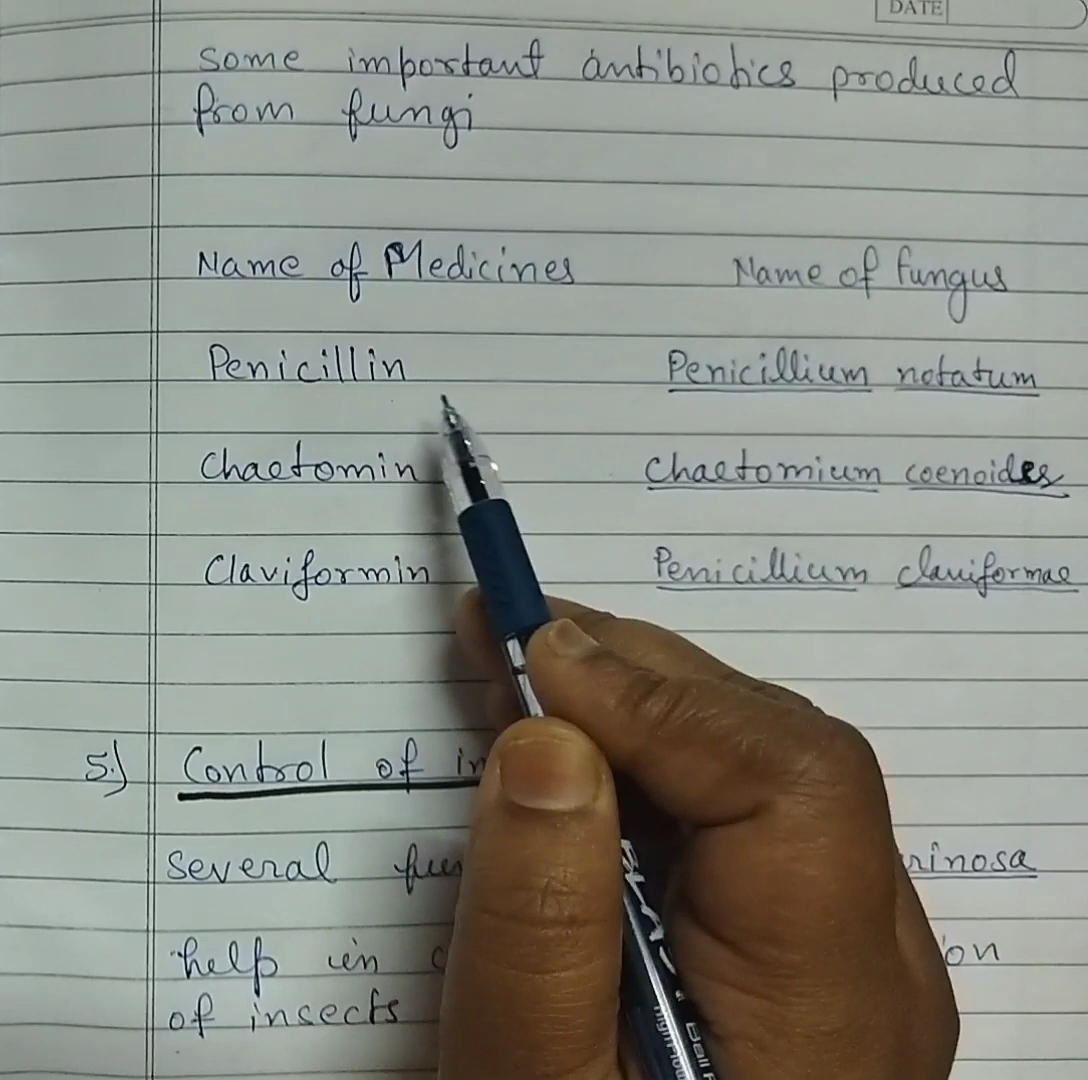 DATE
Some important antibiotics produced
from fungi
Name of Medicines Name of fungus
Penicillin Penicillium notatum
Chaetomin Chaetomium coenoides
Claviformin Penicillium claviformae
5.) Control of
several
rinosa
help in
on
of insects
Ball